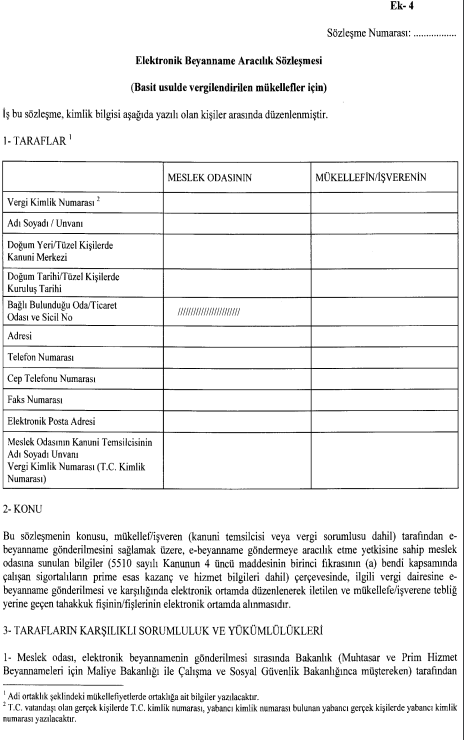 Ek- 4
Sözleşme Numarası: .................
Elektronik Beyanname Aracılık Sözleşmesi
(Basit usulde vergilendirilen mükellefler için)
İş bu sözleşme, kimlik bilgisi aşağıda yazılı olan kişiler arasında düzenlenmiştir.
1- TARAFLAR 1
MESLEK ODASININ MÜKELLEFİN/İŞVERENİN
Vergi Kimlik Numarası 2
Adı Soyadı / Unvanı
Doğum Yeri/Tüzel Kişilerde
Kanuni Merkezi
Doğum Tarihi/Tüzel Kişilerde
Kuruluş Tarihi
Bağlı Bulunduğu Oda/Ticaret
Odası ve Sicil No ///////////////////////
Adresi
Telefon Numarası
Cep Telefonu Numarası
Faks Numarası
Elektronik Posta Adresi
Meslek Odasının Kanuni Temsilcisinin
Adı Soyadı Unvanı
Vergi Kimlik Numarası (T.C. Kimlik
Numarası)
2- KONU
Bu sözleşmenin konusu, mükellef/işveren (kanuni temsilcisi veya vergi sorumlusu dahil) tarafından e-
beyanname gönderilmesini sağlamak üzere, e-beyanname göndermeye aracılık etme yetkisine sahip meslek
odasına sunulan bilgiler (5510 sayılı Kanunun 4 üncü maddesinin birinci fıkrasının (a) bendi kapsamında
çalışan sigortalıların prime esas kazanç ve hizmet bilgileri dahil) çerçevesinde, ilgili vergi dairesine e-
beyanname gönderilmesi ve karşılığında elektronik ortamda düzenlenerek iletilen ve mükellefe/işverene tebliğ
yerine geçen tahakkuk fişinin/fişlerinin elektronik ortamda alınmasıdır.
3- TARAFLARIN KARŞILIKLI SORUMLULUK VE YÜKÜMLÜLÜKLERİ
1- Meslek odası, elektronik beyannamenin gönderilmesi sırasında Bakanlık (Muhtasar ve Prim Hizmet
Beyannameleri için Maliye Bakanlığı ile Çalışma ve Sosyal Güvenlik Bakanlığınca müştereken) tarafından
1 Adi ortaklık şeklindeki mükellefiyetlerde ortaklığa ait bilgiler yazılacaktır.
2 T.C. vatandaşı olan gerçek kişilerde T.C. kimlik numarası, yabancı kimlik numarası bulunan yabancı gerçek kişilerde yabancı kimlik
numarası yazılacaktır.